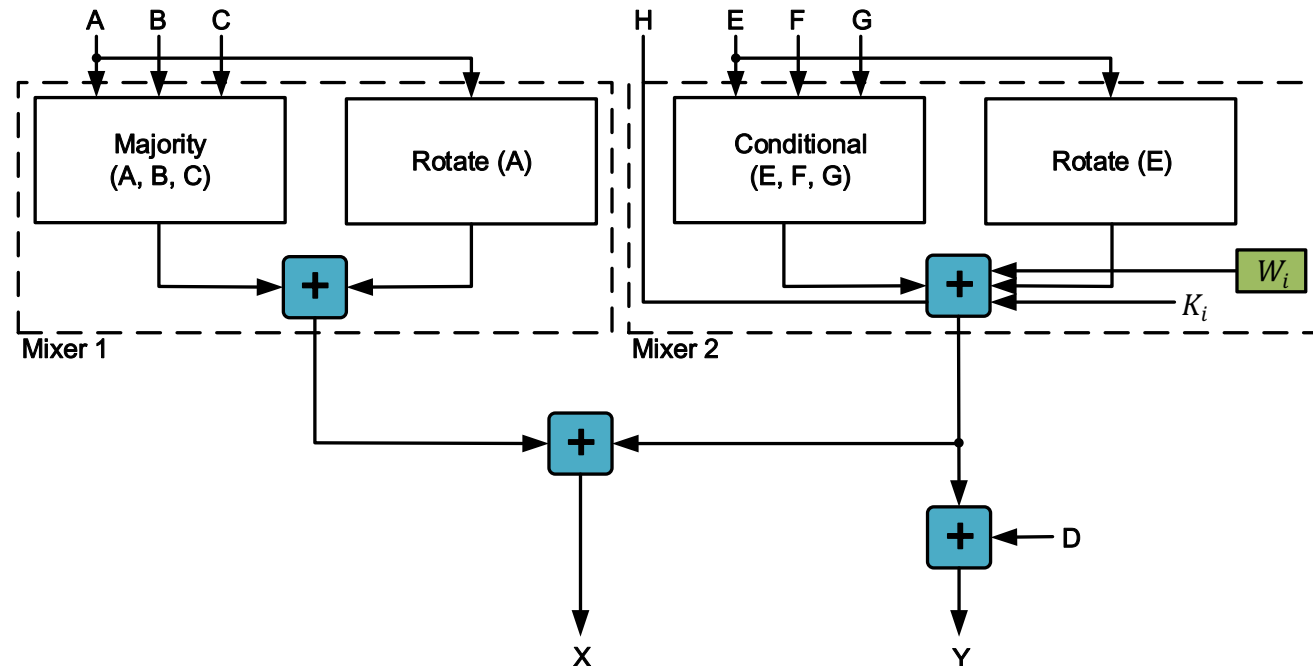 A B C H E F G
Majority
(A, B, C)
Rotate (A)
Conditional
(E, F, G)
Rotate (E)
+
+
W_i
K_i
Mixer 1
Mixer 2
+
+
D
X
Y